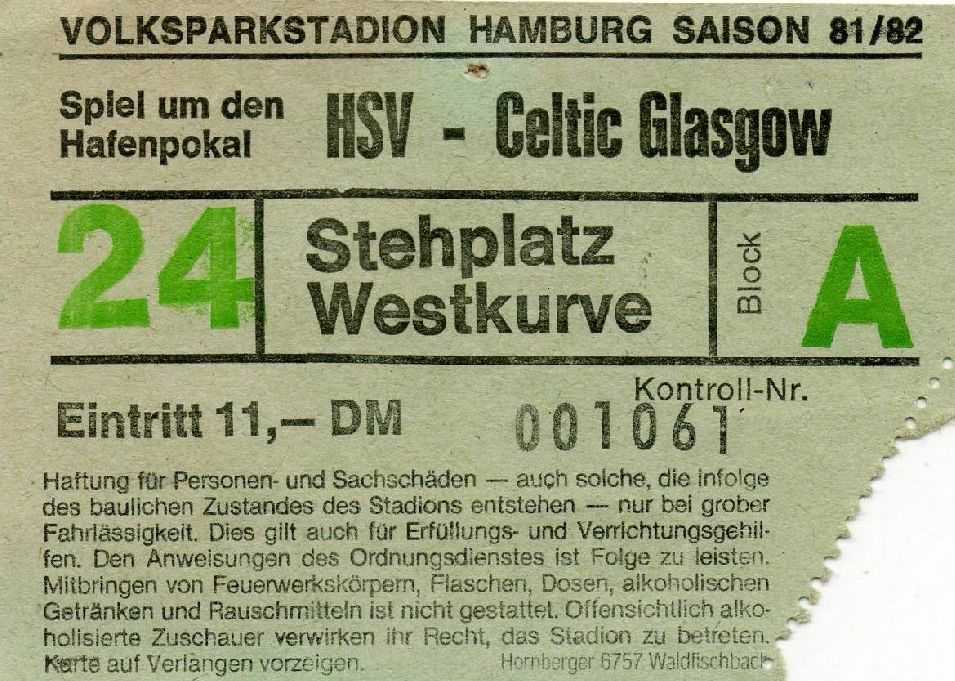 VOLKSPARKSTADION HAMBURG SAISON 81/82
Spiel um den
Hafenpokal
HSV - Celtic Glasgow
24
Stehplatz
Westkurve
Block
A
Eintritt 11,— DM
Kontroll-Nr.
001061
Haftung für Personen- und Sachschäden — auch solche, die infolge
des baulichen Zustandes des Stadions entstehen — nur bei grober
Fahrlässigkeit. Dies gilt auch für Erfüllungs- und Verrichtungsgehil-
fen. Den Anweisungen des Ordnungsdienstes ist Folge zu leisten.
Mitbringen von Feuerwerkskörpern, Flaschen, Dosen, alkoholischen
Getränken und Rauschmitteln ist nicht gestattet. Offensichtlich alko-
holisierte Zuschauer verwirken ihr Recht, das Stadion zu betreten.
Karte auf Verlangen vorzeigen.
Hornberger 6757 Waldfischbach